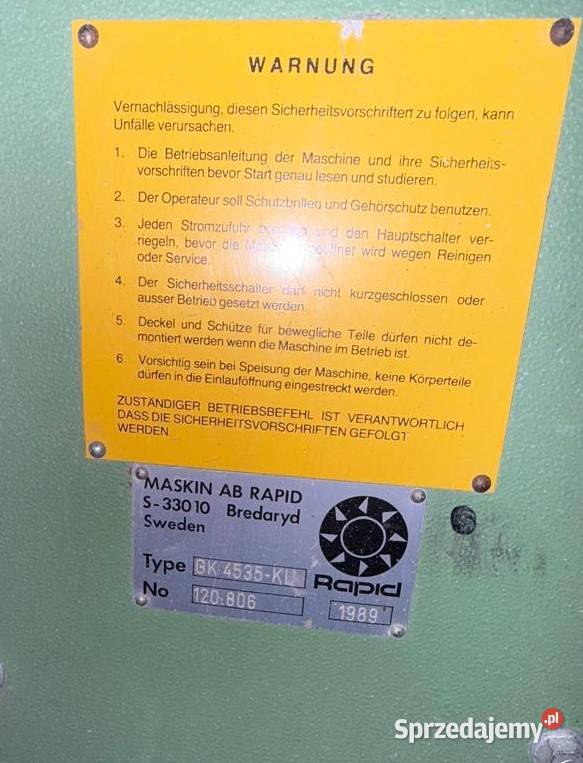 WARNUNG
Vernachlässigung, diesen Sicherheitsvorschriften zu folgen, kann
Unfälle verursachen.
1. Die Betriebsanleitung der Maschine und ihre Sicherheits-
vorschriften bevor Start genau lesen und studieren.
2. Der Operateur soll Schutzbrillen und Gehörschutz benutzen.
3. Jeden Stromzufuhr und den Hauptschalter ver-
riegeln, bevor die geöffnet wird wegen Reinigen
oder Service.
4. Der Sicherheitsschalter darf nicht kurzgeschlossen oder
ausser Betrieb gesetzt werden.
5. Deckel und Schütze für bewegliche Teile dürfen nicht de-
montiert werden wenn die Maschine im Betrieb ist.
6. Vorsichtig sein bei Speisung der Maschine, keine Körperteile
dürfen in die Einlauföffnung eingestreckt werden.
ZUSTÄNDIGER BETRIEBSBEFEHL IST VERANTWORTLICH
DASS DIE SICHERHEITSVORSCHRIFTEN GEFOLGT
WERDEN.
MASKIN AB RAPID
S-33010 Bredaryd
Sweden
Type GK 4535-KU
No 120.806
Rapid
1989
Sprzedajemy.pl